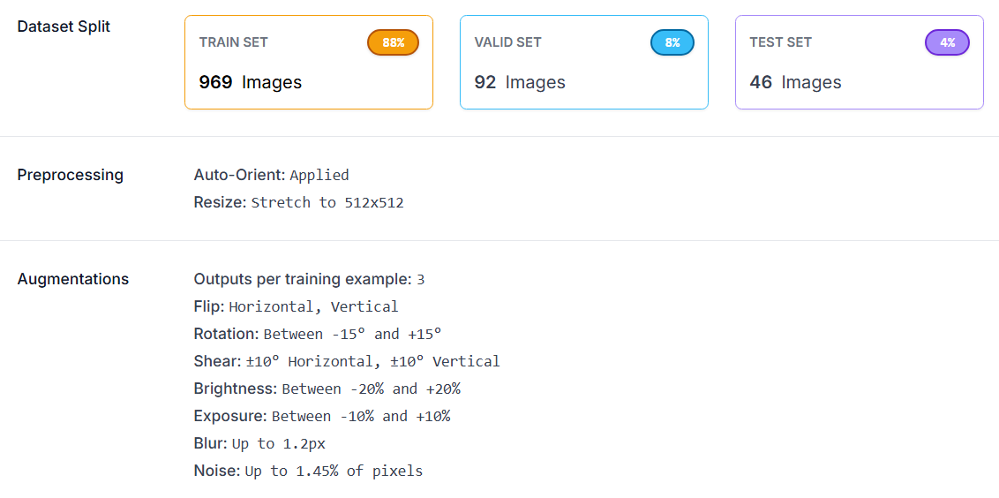 Dataset Split
TRAIN SET 88%
969 Images
VALID SET 8%
92 Images
TEST SET 4%
46 Images
Preprocessing
Auto-Orient: Applied
Resize: Stretch to 512x512
Augmentations
Outputs per training example: 3
Flip: Horizontal, Vertical
Rotation: Between -15° and +15°
Shear: ±10° Horizontal, ±10° Vertical
Brightness: Between -20% and +20%
Exposure: Between -10% and +10%
Blur: Up to 1.2px
Noise: Up to 1.45% of pixels